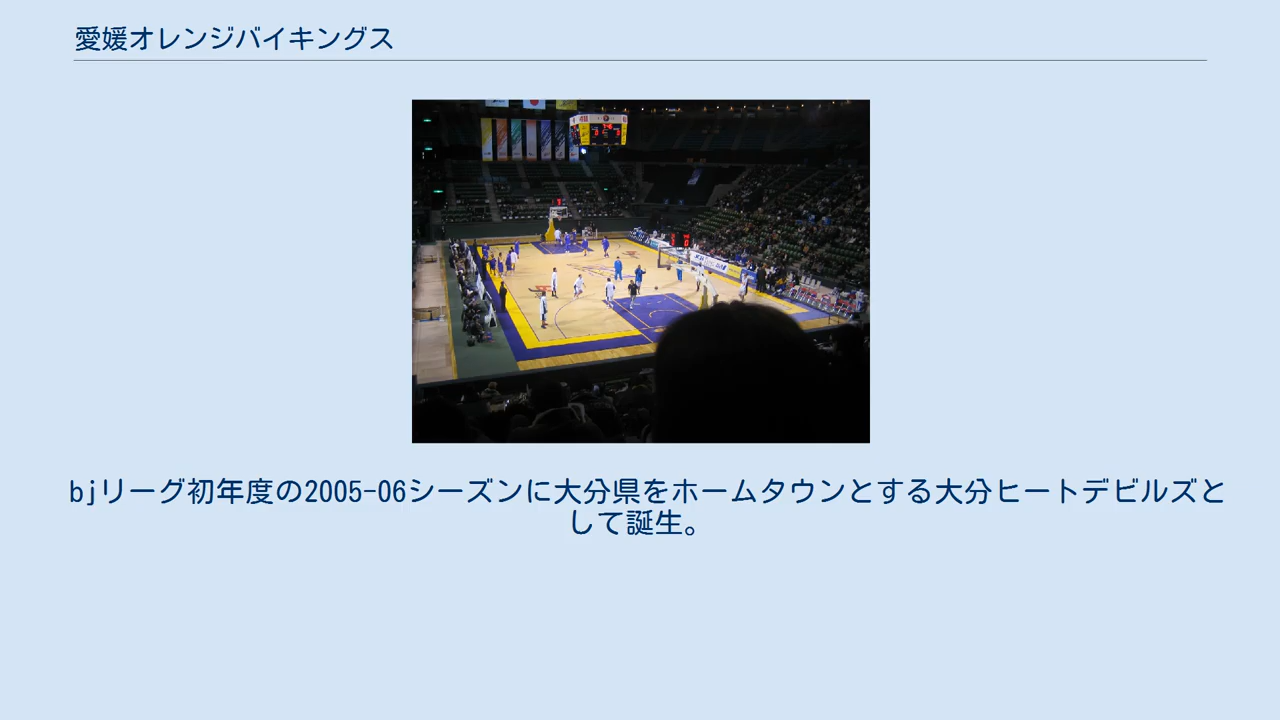 愛媛オレンジバイキングス
bjリーグ初年度の2005-06シーズンに大分県をホームタウンとする大分ヒートデビルズと
して誕生。